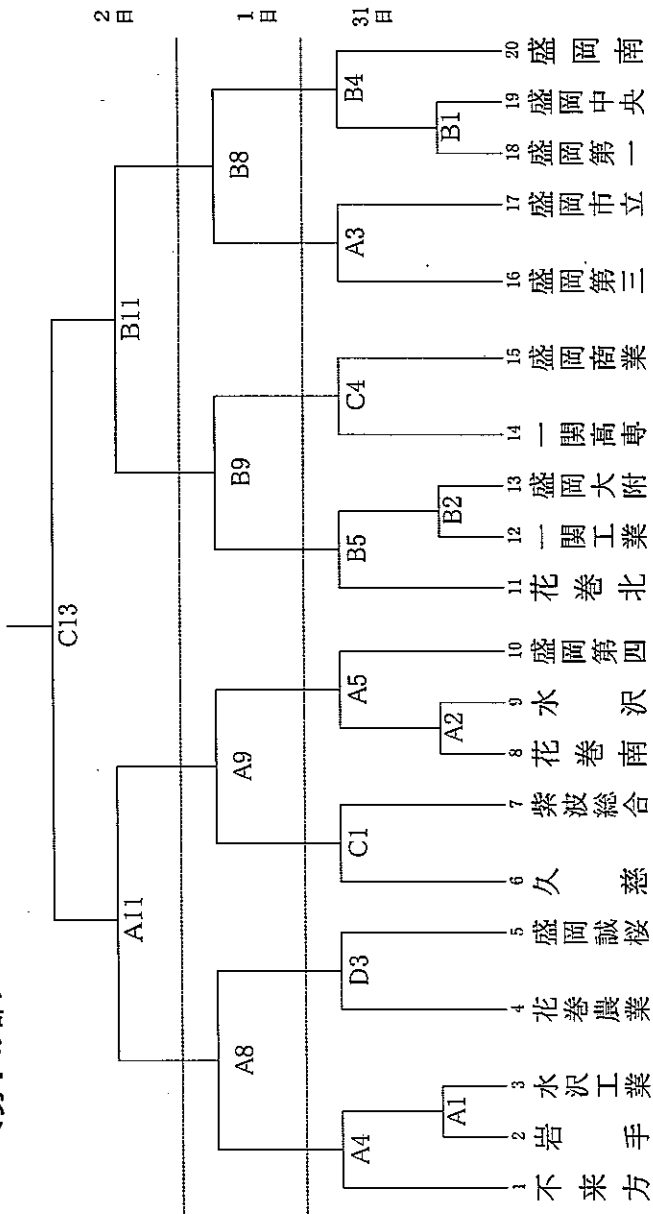 2日
1日
31日
C13
A11
B11
A8
A9
B9
B8
A4
D3
C1
A5
B5
C4
A3
B4
A1
A2
B2
B1
1 不来方
2 岩手
3 水沢工業
4 花巻農業
5 盛岡誠桜
6 久慈
7 紫波総合
8 花巻南
9 水沢
10 盛岡第四
11 花巻北
12 一関工業
13 盛岡大附
14 一関高専
15 盛岡商業
16 盛岡第三
17 盛岡市立
18 盛岡第一
19 盛岡中央
20 盛岡南